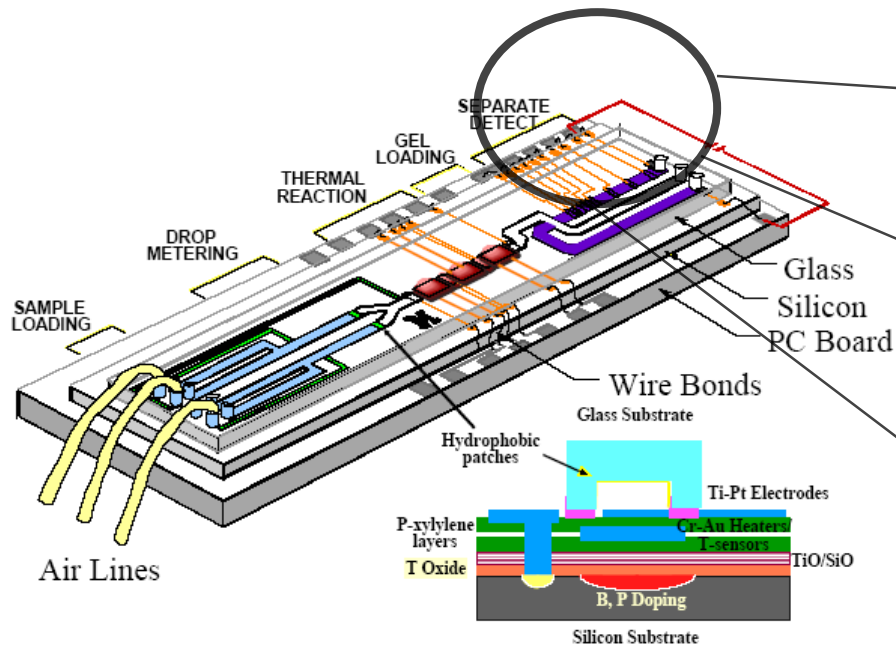 SEPARATE
DETECT
GEL
LOADING
THERMAL
REACTION
DROP
METERING
SAMPLE
LOADING
Glass
Silicon
PC Board
Wire Bonds
Air Lines
Hydrophobic
patches
Glass Substrate
Ti-Pt Electrodes
P-xylylene
layers
Cr-Au Heaters/
T-sensors
TiO/SiO
T Oxide
B, P Doping
Silicon Substrate